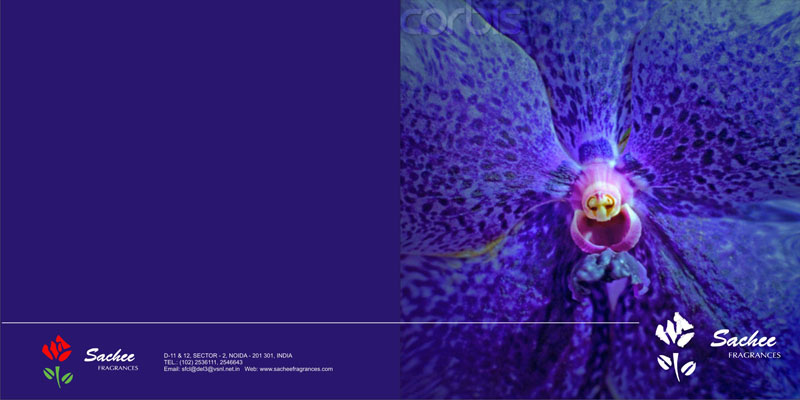 corbis
Sachee
FRAGRANCES
D-11 & 12, SECTOR - 2, NOIDA - 201 301, INDIA
TEL.: (102) 2536111, 2546643
Email: sfcl@del3@vsnl.net.in Web: www.sacheefragrances.com
Sachee
FRAGRANCES